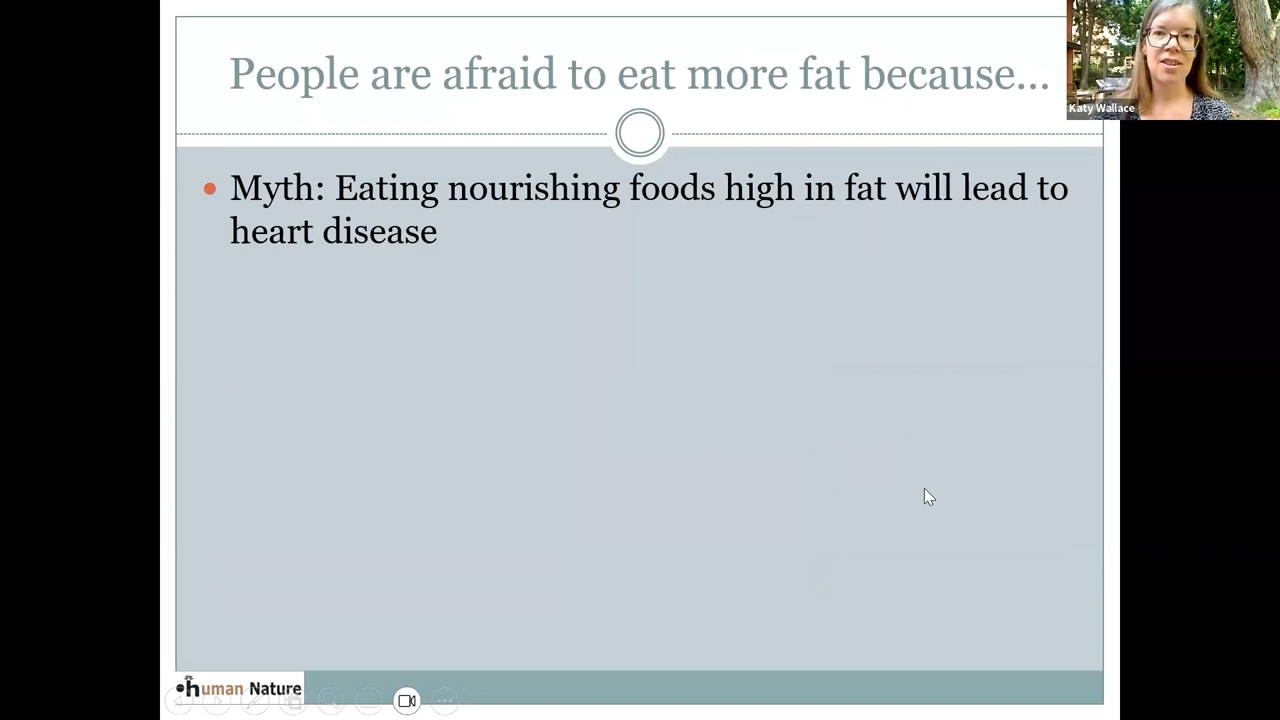 People are afraid to eat more fat because...
Katy Wallace
• Myth: Eating nourishing foods high in fat will lead to
heart disease
human Nature